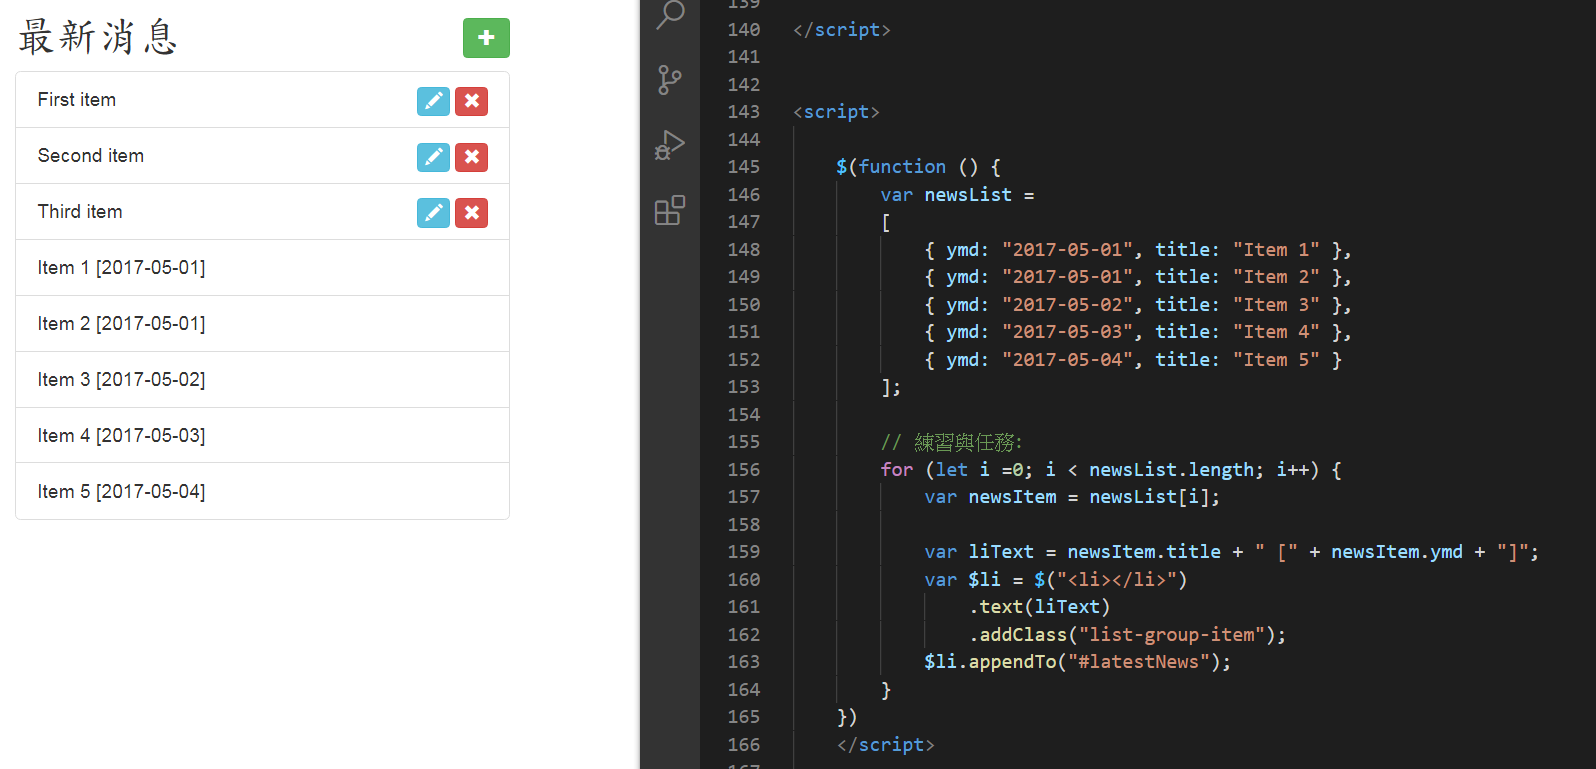 最新消息
First item
Second item
Third item
Item 1 [2017-05-01]
Item 2 [2017-05-01]
Item 3 [2017-05-02]
Item 4 [2017-05-03]
Item 5 [2017-05-04]
139
140 </script>
141
142
143 <script>
144
145 $(function () {
146 var newsList =
147 [
148 { ymd: "2017-05-01", title: "Item 1" },
149 { ymd: "2017-05-01", title: "Item 2" },
150 { ymd: "2017-05-02", title: "Item 3" },
151 { ymd: "2017-05-03", title: "Item 4" },
152 { ymd: "2017-05-04", title: "Item 5" }
153 ];
154
155 // 練習與任務:
156 for (let i =0; i < newsList.length; i++) {
157 var newsItem = newsList[i];
158
159 var liText = newsItem.title + " [" + newsItem.ymd + "]";
160 var $li = $("<li></li>")
161 .text(liText)
162 .addClass("list-group-item");
163 $li.appendTo("#latestNews");
164 }
165 })
166 </script>
167